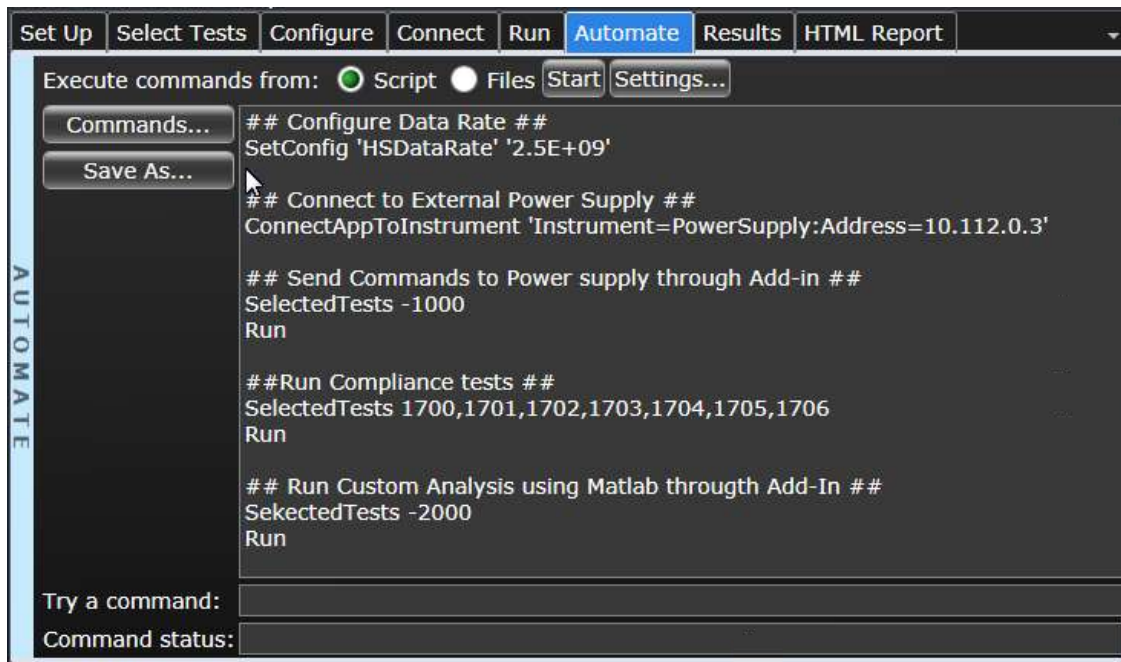 Set Up Select Tests Configure Connect Run Automate Results HTML Report
Execute commands from: Script Files Start Settings...
Commands...
Save As...
## Configure Data Rate ##
SetConfig 'HSDataRate' '2.5E+09'
## Connect to External Power Supply ##
ConnectAppToInstrument 'Instrument=PowerSupply:Address=10.112.0.3'
## Send Commands to Power supply through Add-in ##
SelectedTests -1000
Run
##Run Compliance tests ##
SelectedTests 1700,1701,1702,1703,1704,1705,1706
Run
## Run Custom Analysis using Matlab througth Add-In ##
SekectedTests -2000
Run
AUTOMATE
Try a command:
Command status: